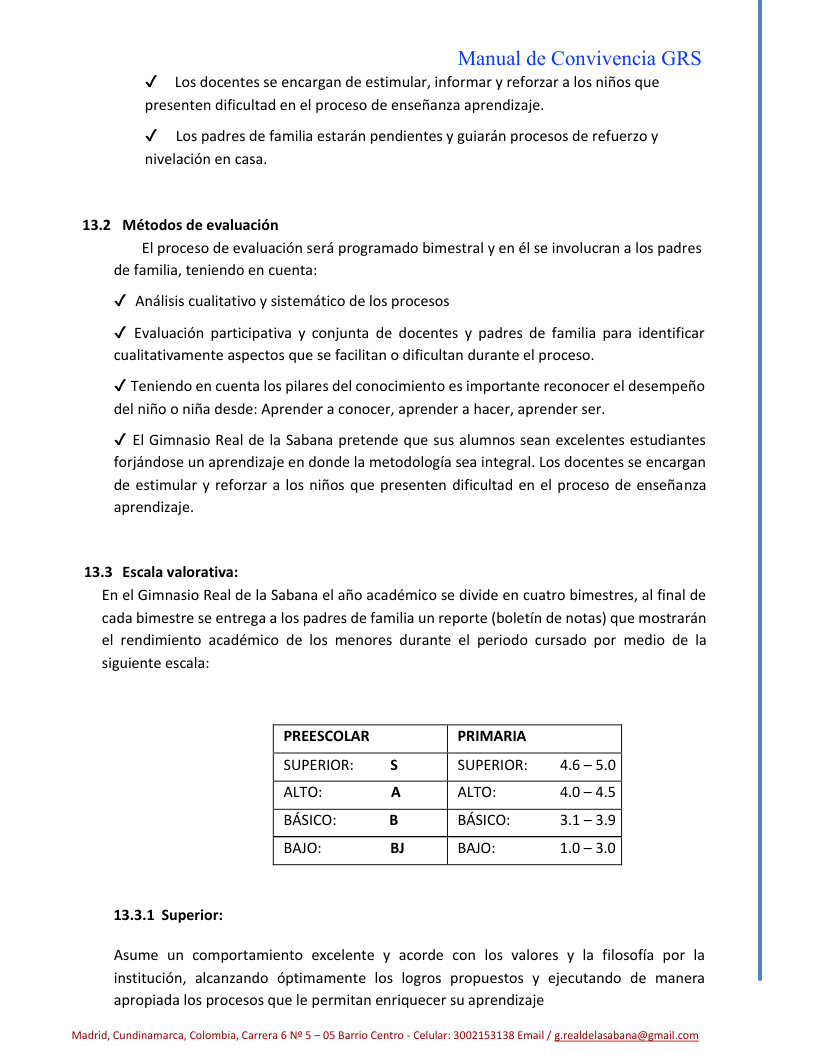 Manual de Convivencia GRS
✓ Los docentes se encargan de estimular, informar y reforzar a los niños que
presenten dificultad en el proceso de enseñanza aprendizaje.
✓ Los padres de familia estarán pendientes y guiarán procesos de refuerzo y
nivelación en casa.
13.2 Métodos de evaluación
El proceso de evaluación será programado bimestral y en él se involucran a los padres
de familia, teniendo en cuenta:
✓ Análisis cualitativo y sistemático de los procesos
✓ Evaluación participativa y conjunta de docentes y padres de familia para identificar
cualitativamente aspectos que se facilitan o dificultan durante el proceso.
✓ Teniendo en cuenta los pilares del conocimiento es importante reconocer el desempeño
del niño o niña desde: Aprender a conocer, aprender a hacer, aprender ser.
✓ El Gimnasio Real de la Sabana pretende que sus alumnos sean excelentes estudiantes
forjándose un aprendizaje en donde la metodología sea integral. Los docentes se encargan
de estimular y reforzar a los niños que presenten dificultad en el proceso de enseñanza
aprendizaje.
13.3 Escala valorativa:
En el Gimnasio Real de la Sabana el año académico se divide en cuatro bimestres, al final de
cada bimestre se entrega a los padres de familia un reporte (boletín de notas) que mostrarán
el rendimiento académico de los menores durante el periodo cursado por medio de la
siguiente escala:
PREESCOLAR PRIMARIA
SUPERIOR: S SUPERIOR: 4.6 – 5.0
ALTO: A ALTO: 4.0 – 4.5
BÁSICO: B BÁSICO: 3.1 – 3.9
BAJO: BJ BAJO: 1.0 – 3.0
13.3.1 Superior:
Asume un comportamiento excelente y acorde con los valores y la filosofía por la
institución, alcanzando óptimamente los logros propuestos y ejecutando de manera
apropiada los procesos que le permitan enriquecer su aprendizaje
Madrid, Cundinamarca, Colombia, Carrera 6 Nº 5 – 05 Barrio Centro - Celular: 3002153138 Email / g.realdelasabana@gmail.com